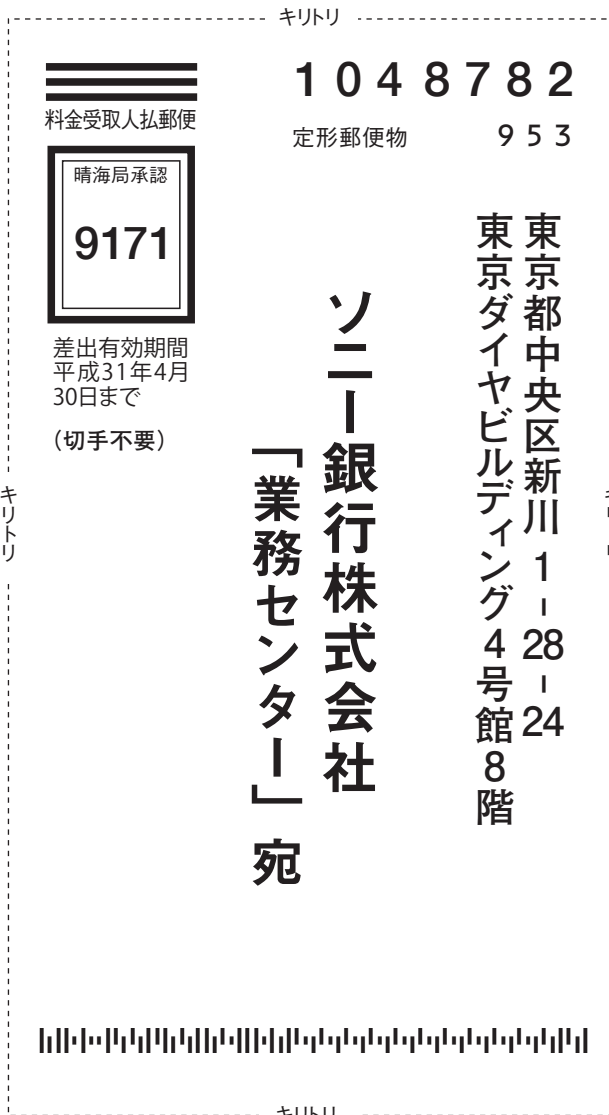 キリトリ
1048782
料金受取人払郵便
定形郵便物 953
晴海局承認
9171
差出有効期間
平成31年4月
30日まで
(切手不要)
東京都中央区新川1-28-24
東京ダイヤビルディング4号館8階
ソニー銀行株式会社
「業務センター」宛
キリトリ
キリトリ